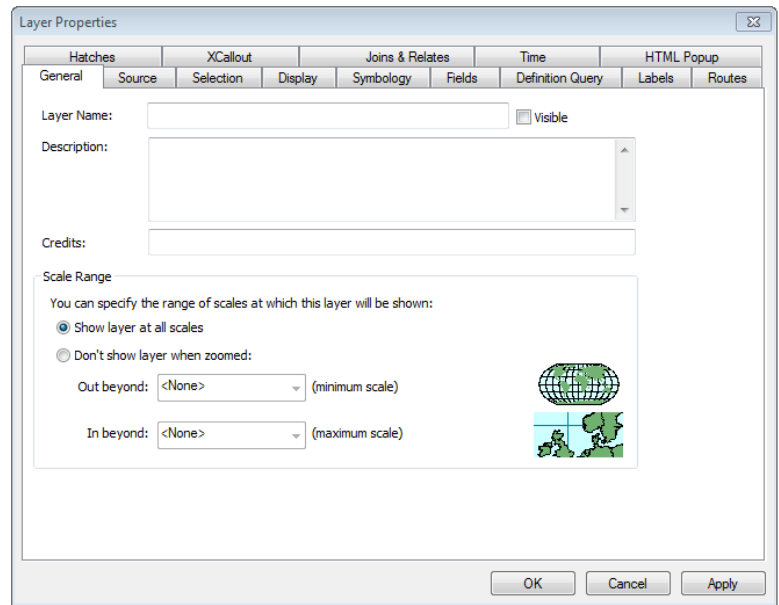 Layer Properties
Hatches XCallout Joins & Relates Time HTML Popup
General Source Selection Display Symbology Fields Definition Query Labels Routes
Layer Name: Visible
Description:
Credits:
Scale Range
You can specify the range of scales at which this layer will be shown:
Show layer at all scales
Don't show layer when zoomed:
Out beyond: <None> (minimum scale)
In beyond: <None> (maximum scale)
OK Cancel Apply